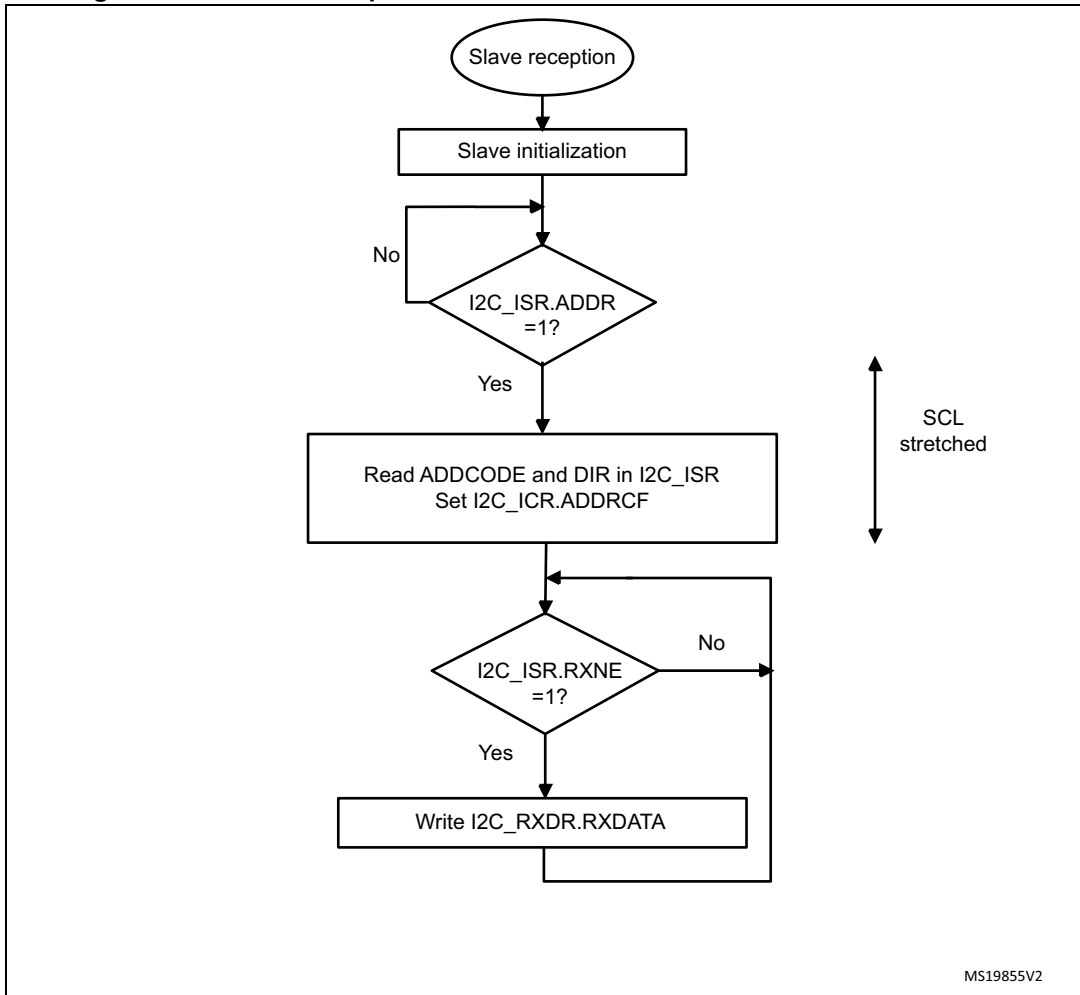 Slave reception
Slave initialization
No
I2C_ISR.ADDR
=1?
Yes
SCL
stretched
Read ADDCODE and DIR in I2C_ISR
Set I2C_ICR.ADDRCF
No
I2C_ISR.RXNE
=1?
Yes
Write I2C_RXDR.RXDATA
MS19855V2